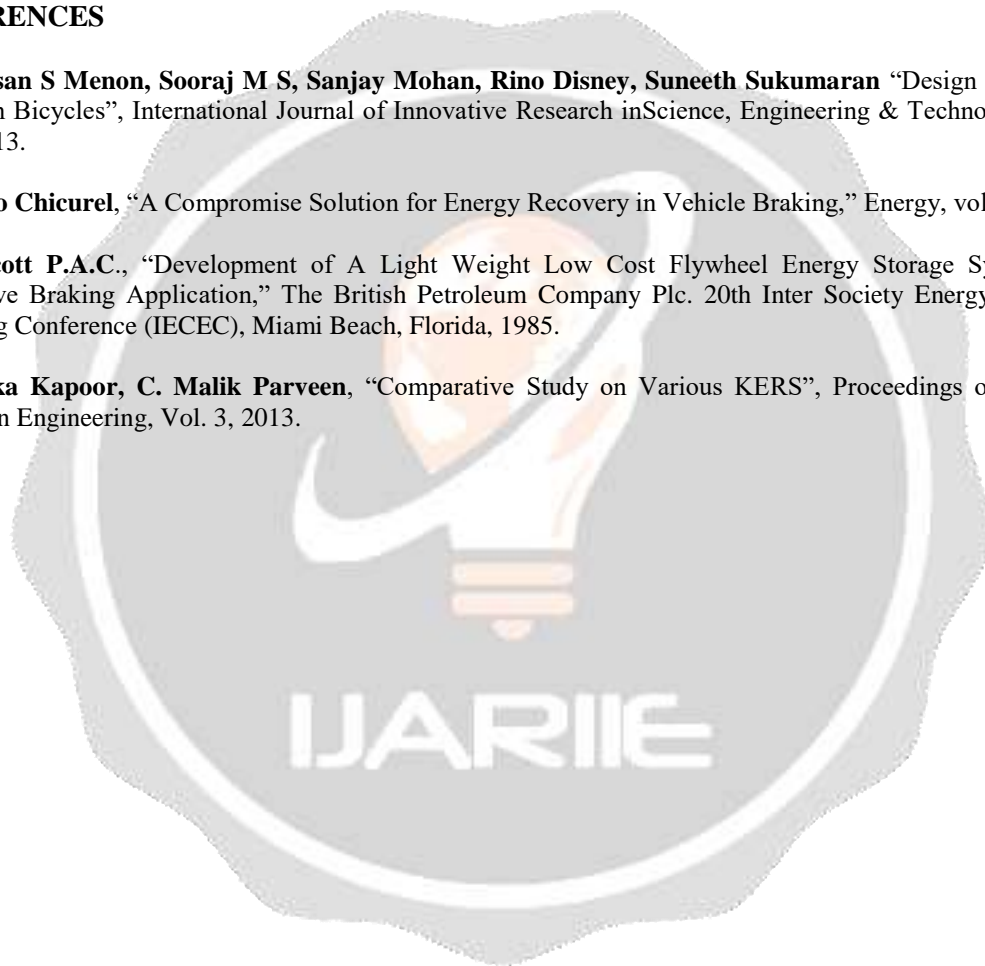 RENCES
san S Menon, Sooraj M S, Sanjay Mohan, Rino Disney, Suneeth Sukumaran “Design
n Bicycles”, International Journal of Innovative Research inScience, Engineering & Techno
13.
o Chicurel, “A Compromise Solution for Energy Recovery in Vehicle Braking,” Energy, vol
cott P.A.C., “Development of A Light Weight Low Cost Flywheel Energy Storage Sy
ve Braking Application,” The British Petroleum Company Plc. 20th Inter Society Energy
g Conference (IECEC), Miami Beach, Florida, 1985.
ka Kapoor, C. Malik Parveen, “Comparative Study on Various KERS”, Proceedings o
n Engineering, Vol. 3, 2013.
IJARIIE